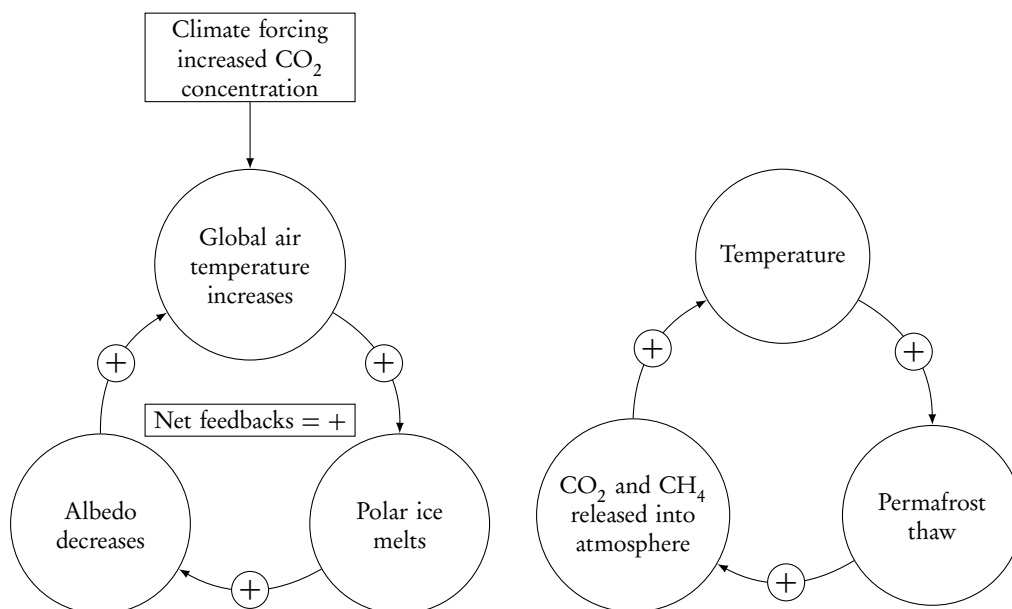 Climate forcing
increased CO₂
concentration
Global air
temperature
increases
+
+
Net feedbacks = +
Albedo
decreases
Polar ice
melts
+
Temperature
+
+
CO₂ and CH₄
released into
atmosphere
Permafrost
thaw
+